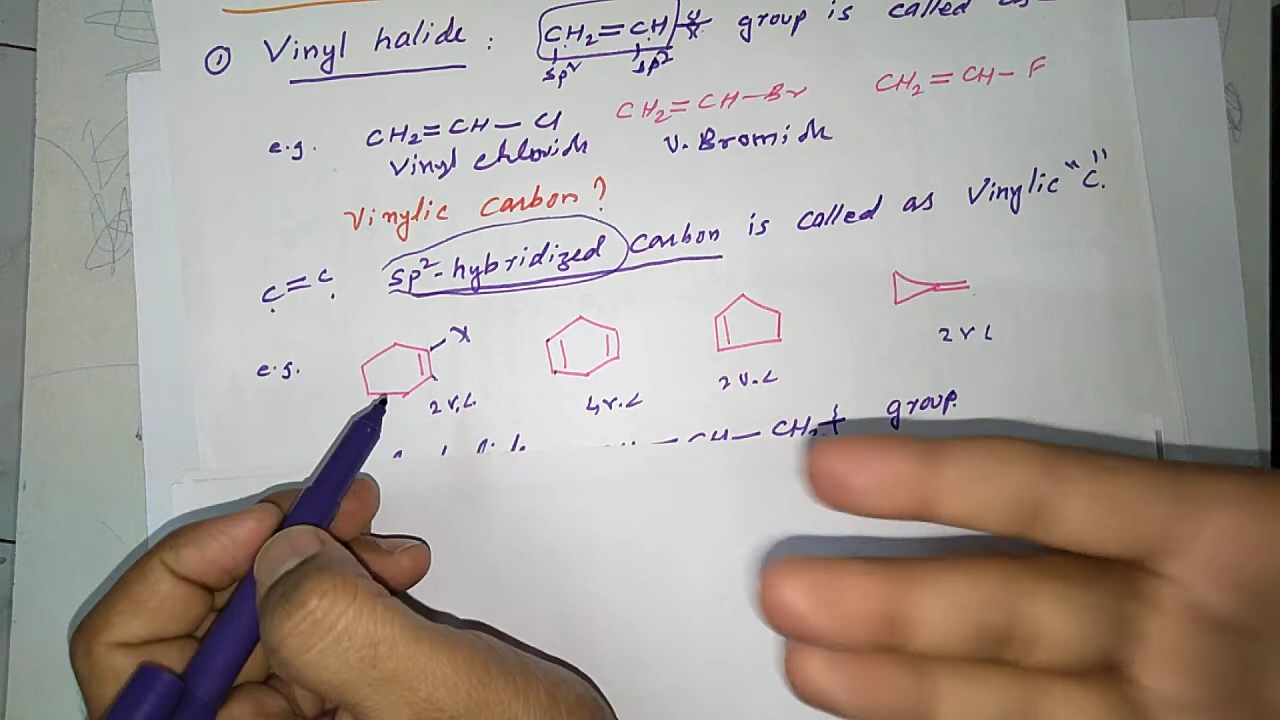 ① Vinyl halide : CH₂=CH+X group is called as
sp² sp²
e.g. CH₂=CH–Cl CH₂=CH–Br CH₂=CH–F
Vinyl chloride V. Bromide
Vinylic carbon?
C=C. sp²-hybridized carbon is called as Vinylic "C".
e.g. X
2 V.C 4 V.C 2 V.C 2 V C
CH₂ group.